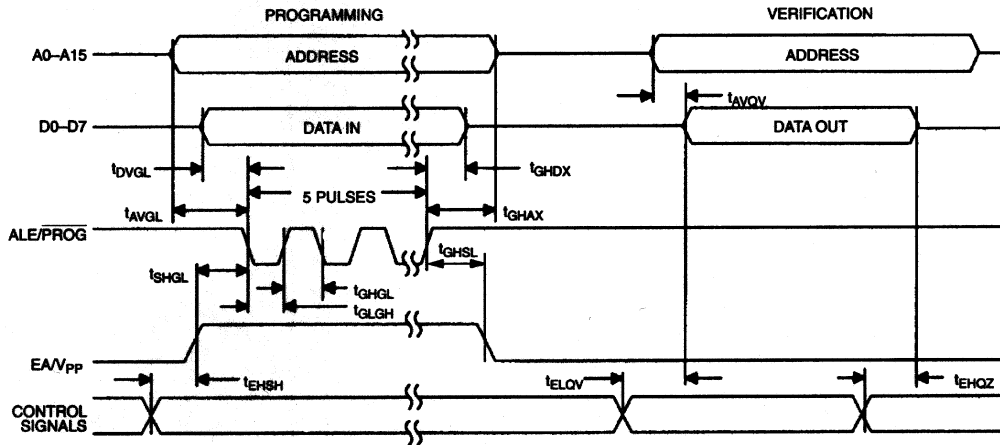 PROGRAMMING
VERIFICATION
A0–A15
ADDRESS
ADDRESS
tAVQV
D0–D7
DATA IN
DATA OUT
tDVGL
tGHDX
5 PULSES
tAVGL
tGHAX
ALE/PROG
tGHSL
tSHGL
tGHGL
tGLGH
EA/VPP
tEHSH
tELQV
tEHQZ
CONTROL
SIGNALS